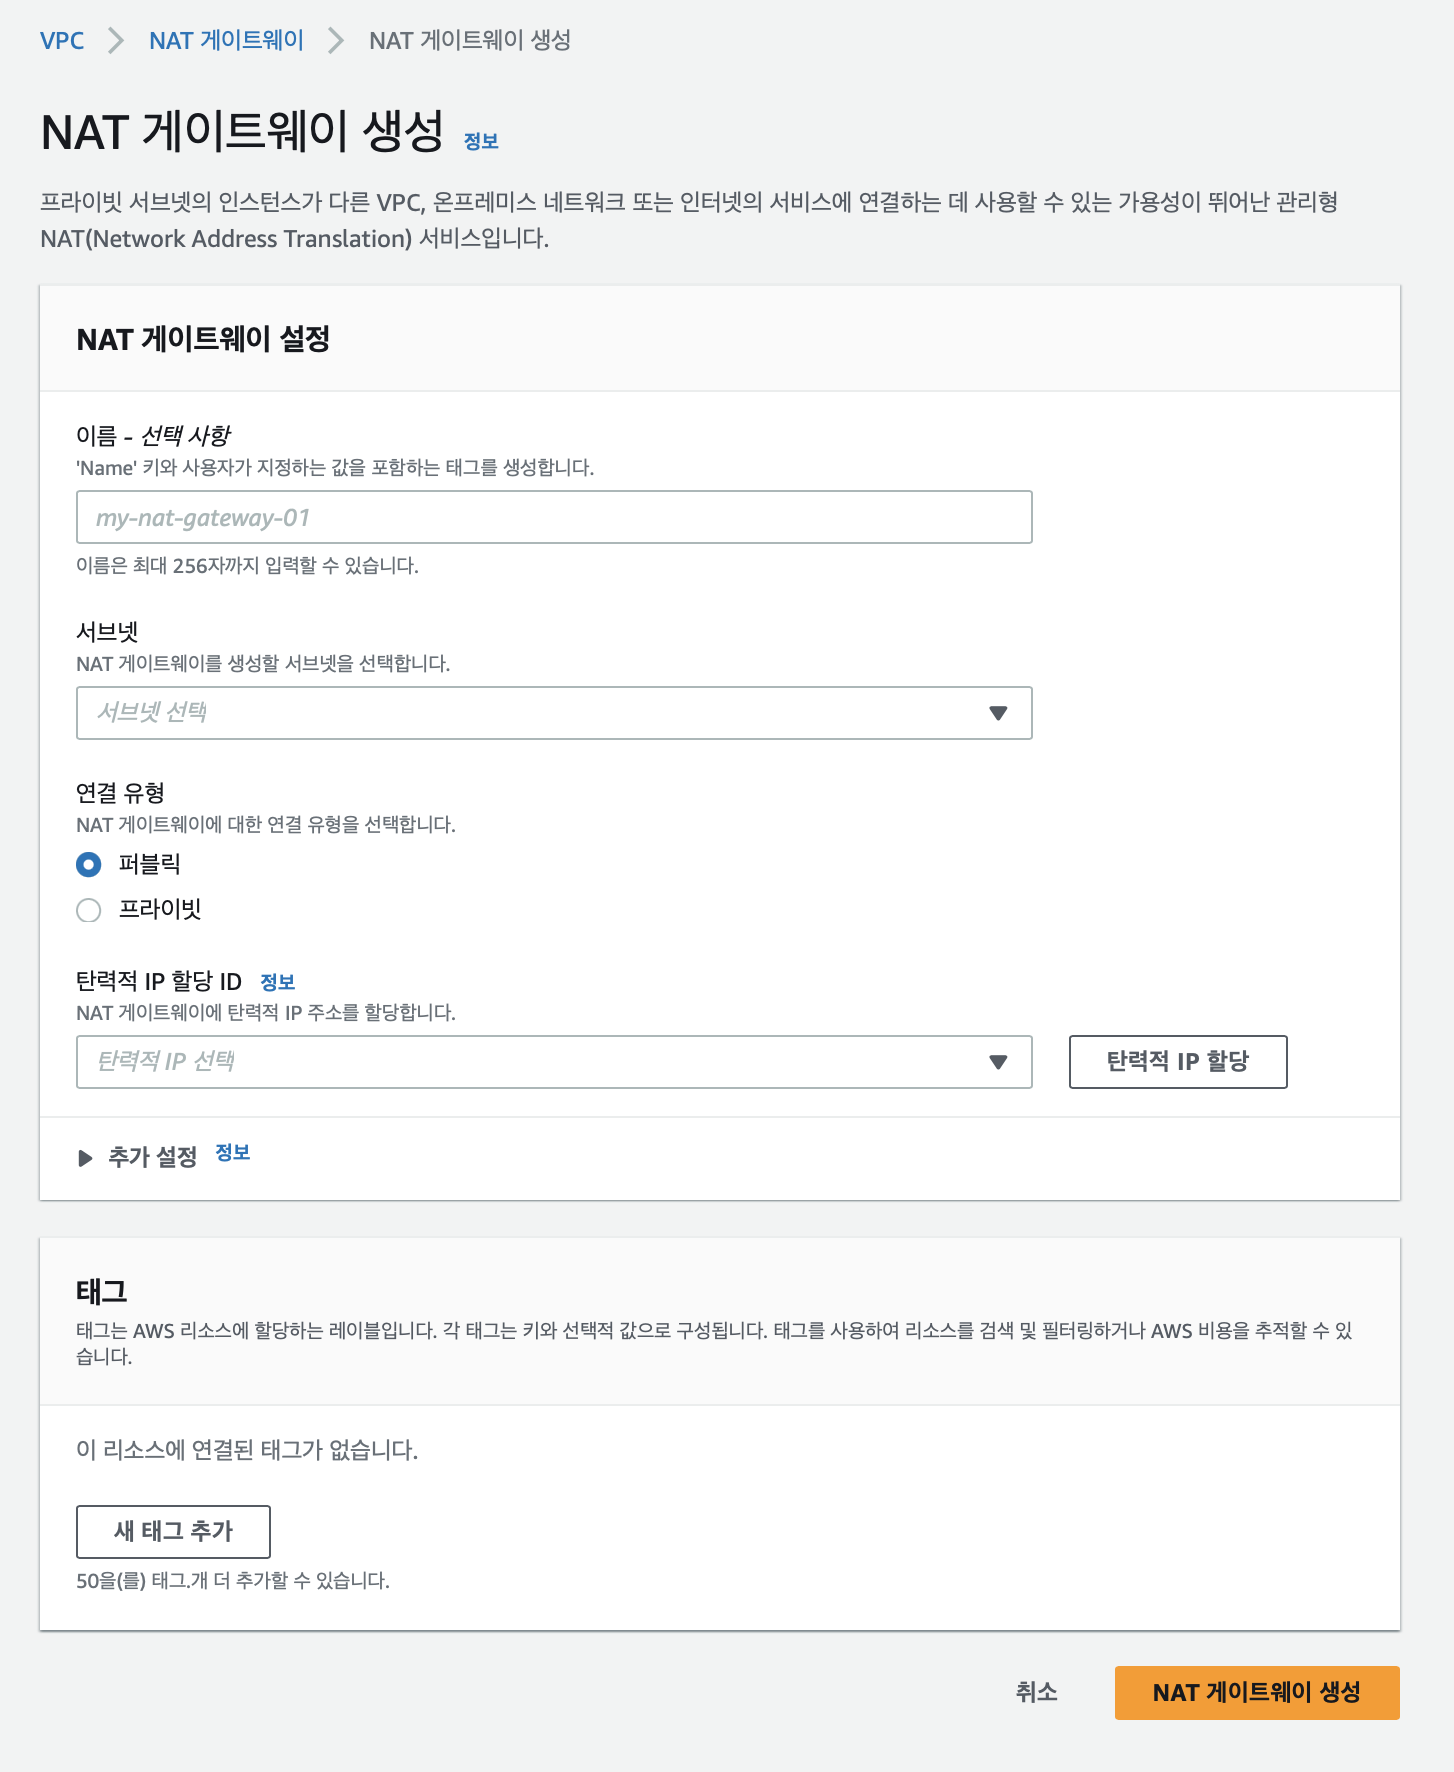 VPC > NAT 게이트웨이 > NAT 게이트웨이 생성
NAT 게이트웨이 생성 정보
프라이빗 서브넷의 인스턴스가 다른 VPC, 온프레미스 네트워크 또는 인터넷의 서비스에 연결하는 데 사용할 수 있는 가용성이 뛰어난 관리형
NAT(Network Address Translation) 서비스입니다.
NAT 게이트웨이 설정
이름 - 선택 사항
'Name' 키와 사용자가 지정하는 값을 포함하는 태그를 생성합니다.
my-nat-gateway-01
이름은 최대 256자까지 입력할 수 있습니다.
서브넷
NAT 게이트웨이를 생성할 서브넷을 선택합니다.
서브넷 선택
연결 유형
NAT 게이트웨이에 대한 연결 유형을 선택합니다.
퍼블릭
프라이빗
탄력적 IP 할당 ID 정보
NAT 게이트웨이에 탄력적 IP 주소를 할당합니다.
탄력적 IP 선택
탄력적 IP 할당
추가 설정 정보
태그
태그는 AWS 리소스에 할당하는 레이블입니다. 각 태그는 키와 선택적 값으로 구성됩니다. 태그를 사용하여 리소스를 검색 및 필터링하거나 AWS 비용을 추적할 수 있
습니다.
이 리소스에 연결된 태그가 없습니다.
새 태그 추가
50을(를) 태그.개 더 추가할 수 있습니다.
취소
NAT 게이트웨이 생성